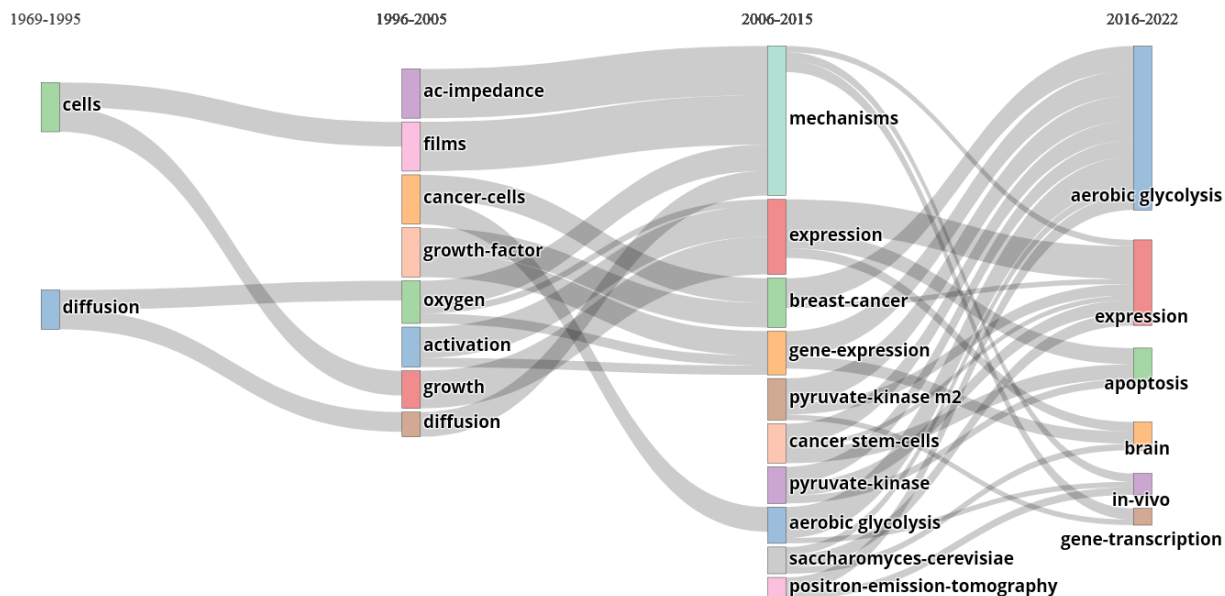 1969-1995
1996-2005
2006-2015
2016-2022
cells
diffusion
ac-impedance
films
cancer-cells
growth-factor
oxygen
activation
growth
diffusion
mechanisms
expression
breast-cancer
gene-expression
pyruvate-kinase m2
cancer stem-cells
pyruvate-kinase
aerobic glycolysis
saccharomyces-cerevisiae
positron-emission-tomography
aerobic glycolysis
expression
apoptosis
brain
in-vivo
gene-transcription